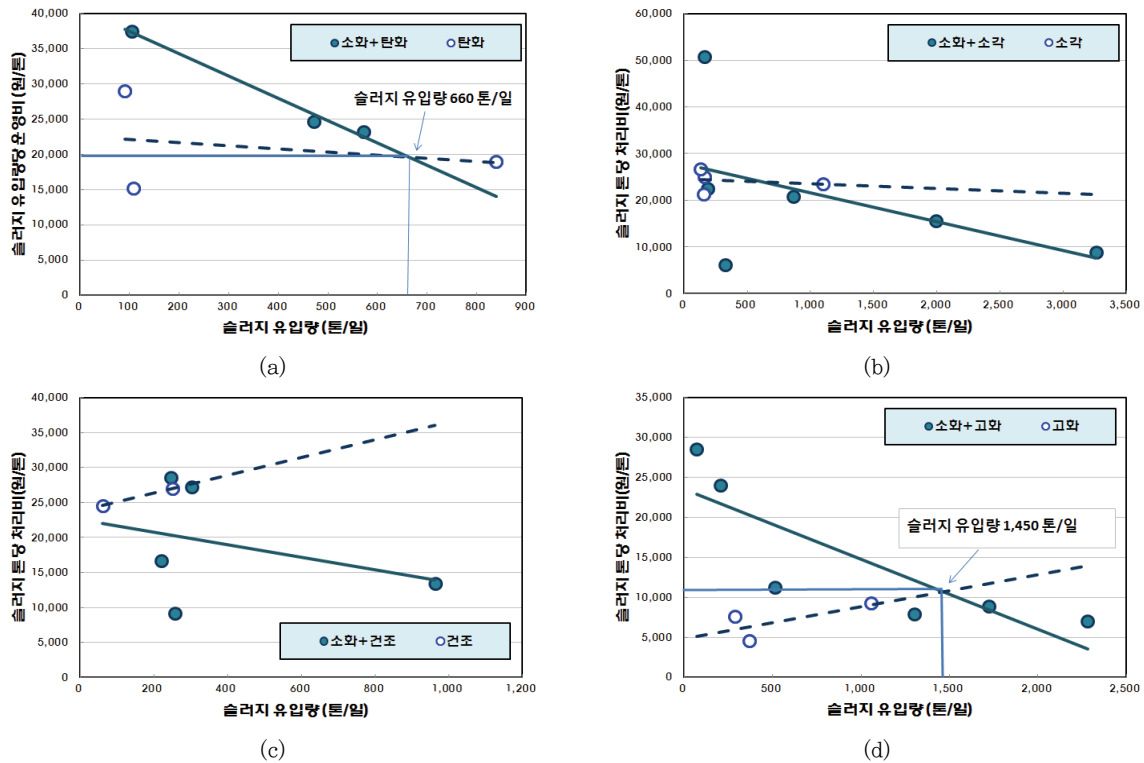 40,000
35,000
30,000
25,000
20,000
15,000
10,000
5,000
0
슬러지 유입량당 운영비(원/톤)
소화+탄화 탄화
슬러지 유입량 660 톤/일
0 100 200 300 400 500 600 700 800 900
슬러지 유입량(톤/일)
(a)
60,000
50,000
40,000
30,000
20,000
10,000
0
슬러지 톤당 처리비(원/톤)
소화+소각 소각
0 500 1,000 1,500 2,000 2,500 3,000 3,500
슬러지 유입량(톤/일)
(b)
40,000
35,000
30,000
25,000
20,000
15,000
10,000
5,000
0
슬러지 톤당 처리비(원/톤)
소화+건조 건조
0 200 400 600 800 1,000 1,200
슬러지 유입량(톤/일)
(c)
35,000
30,000
25,000
20,000
15,000
10,000
5,000
0
슬러지 톤당 처리비(원/톤)
소화+고화 고화
슬러지 유입량 1,450 톤/일
0 500 1,000 1,500 2,000 2,500
슬러지 유입량(톤/일)
(d)